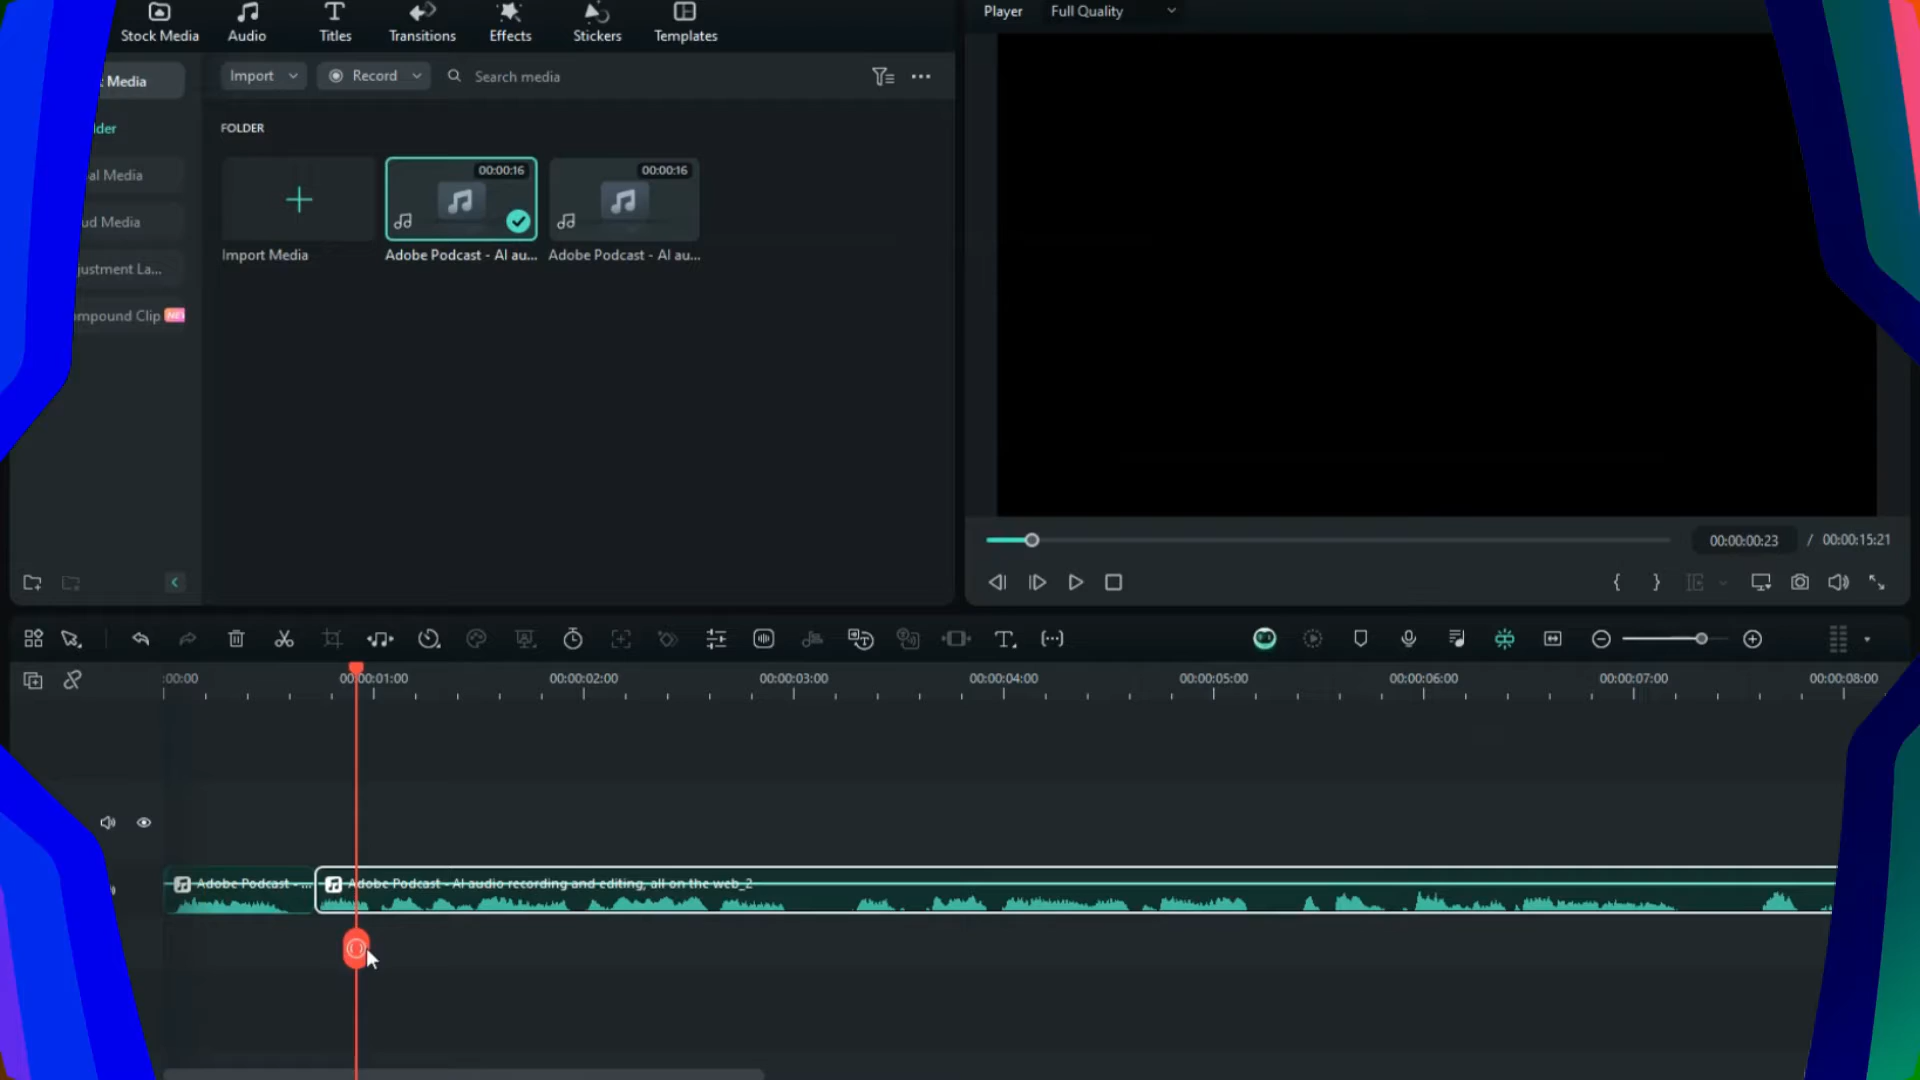 Stock Media
Audio
Titles
Transitions
Effects
Stickers
Templates
Player
Full Quality
Media
Import
Record
Search media
FOLDER
00:00:16
00:00:16
Import Media
Adobe Podcast - AI au...
Adobe Podcast - AI au...
lder
al Media
ud Media
justment La...
mpound Clip
NEW
00:00:00:23
/
00:00:15:21
:00:00
00:00:01:00
00:00:02:00
00:00:03:00
00:00:04:00
00:00:05:00
00:00:06:00
00:00:07:00
00:00:08:00
Adobe Podcast - ...
Adobe Podcast - AI audio recording and editing, all on the web_2